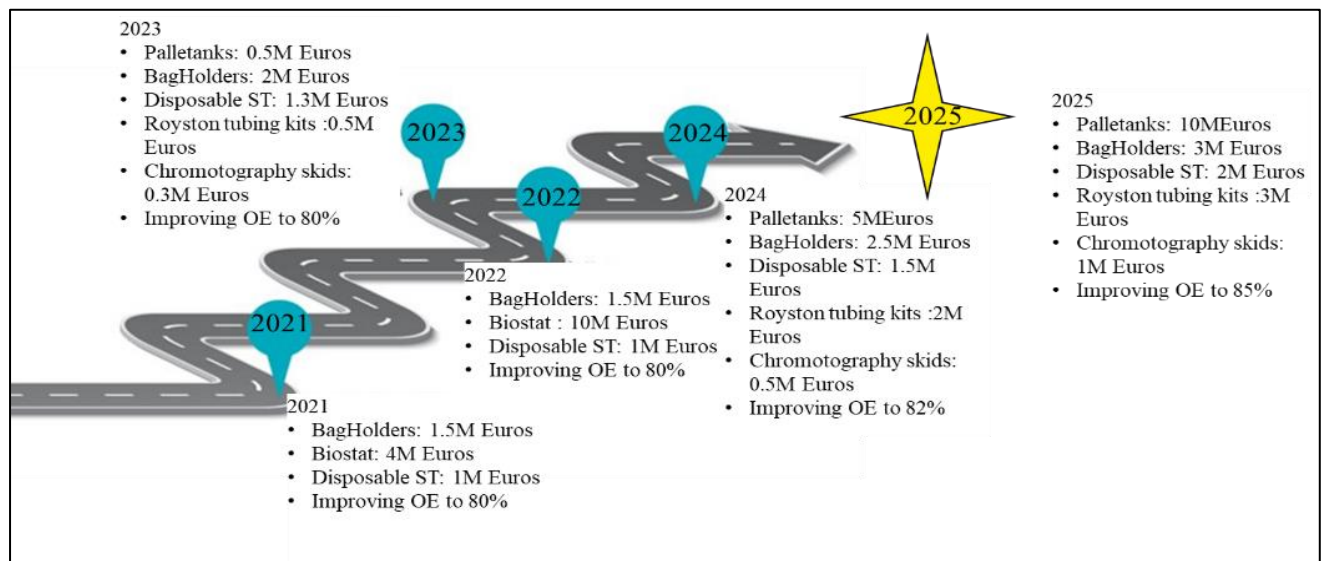 2023
• Palletanks: 0.5M Euros
• BagHolders: 2M Euros
• Disposable ST: 1.3M Euros
• Royston tubing kits :0.5M
Euros
• Chromotography skids:
0.3M Euros
• Improving OE to 80%
2023
2022
2024
2021
2025
2021
• BagHolders: 1.5M Euros
• Biostat: 4M Euros
• Disposable ST: 1M Euros
• Improving OE to 80%
2022
• BagHolders: 1.5M Euros
• Biostat : 10M Euros
• Disposable ST: 1M Euros
• Improving OE to 80%
2024
• Palletanks: 5MEuros
• BagHolders: 2.5M Euros
• Disposable ST: 1.5M
Euros
• Royston tubing kits :2M
Euros
• Chromotography skids:
0.5M Euros
• Improving OE to 82%
2025
• Palletanks: 10MEuros
• BagHolders: 3M Euros
• Disposable ST: 2M Euros
• Royston tubing kits :3M
Euros
• Chromotography skids:
1M Euros
• Improving OE to 85%